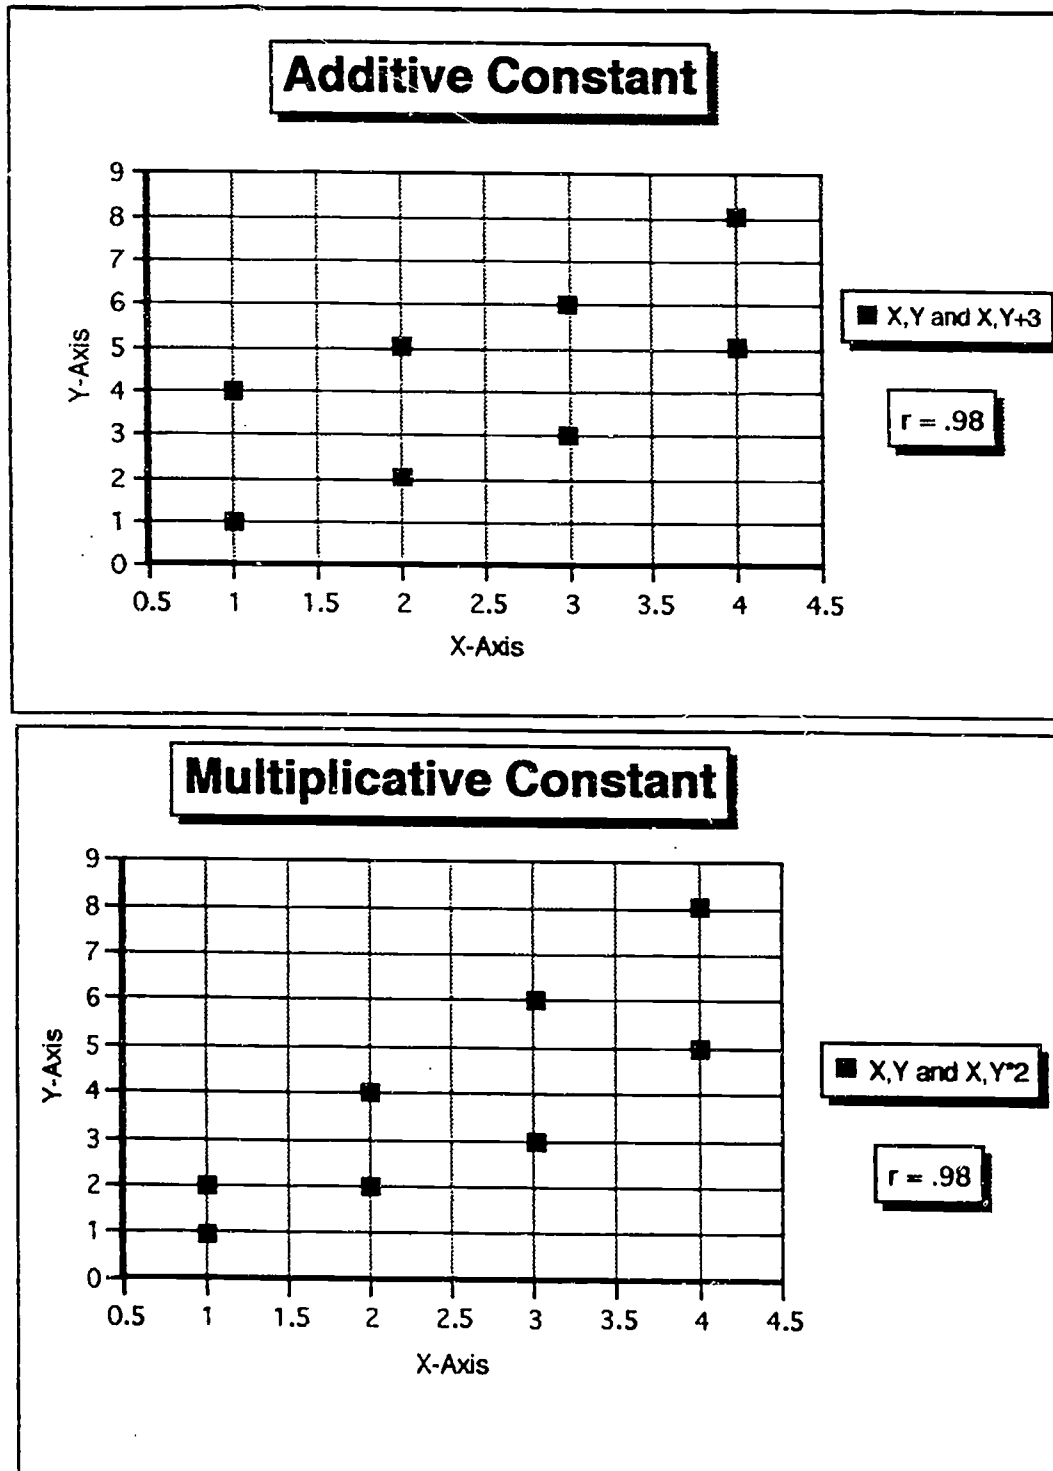 Additive Constant
9
8
7
6
5
4
3
2
1
0
Y-Axis
0.5 1 1.5 2 2.5 3 3.5 4 4.5
X-Axis
X,Y and X,Y+3
r = .98
Multiplicative Constant
9
8
7
6
5
4
3
2
1
0
Y-Axis
0.5 1 1.5 2 2.5 3 3.5 4 4.5
X-Axis
X,Y and X,Y*2
r = .98